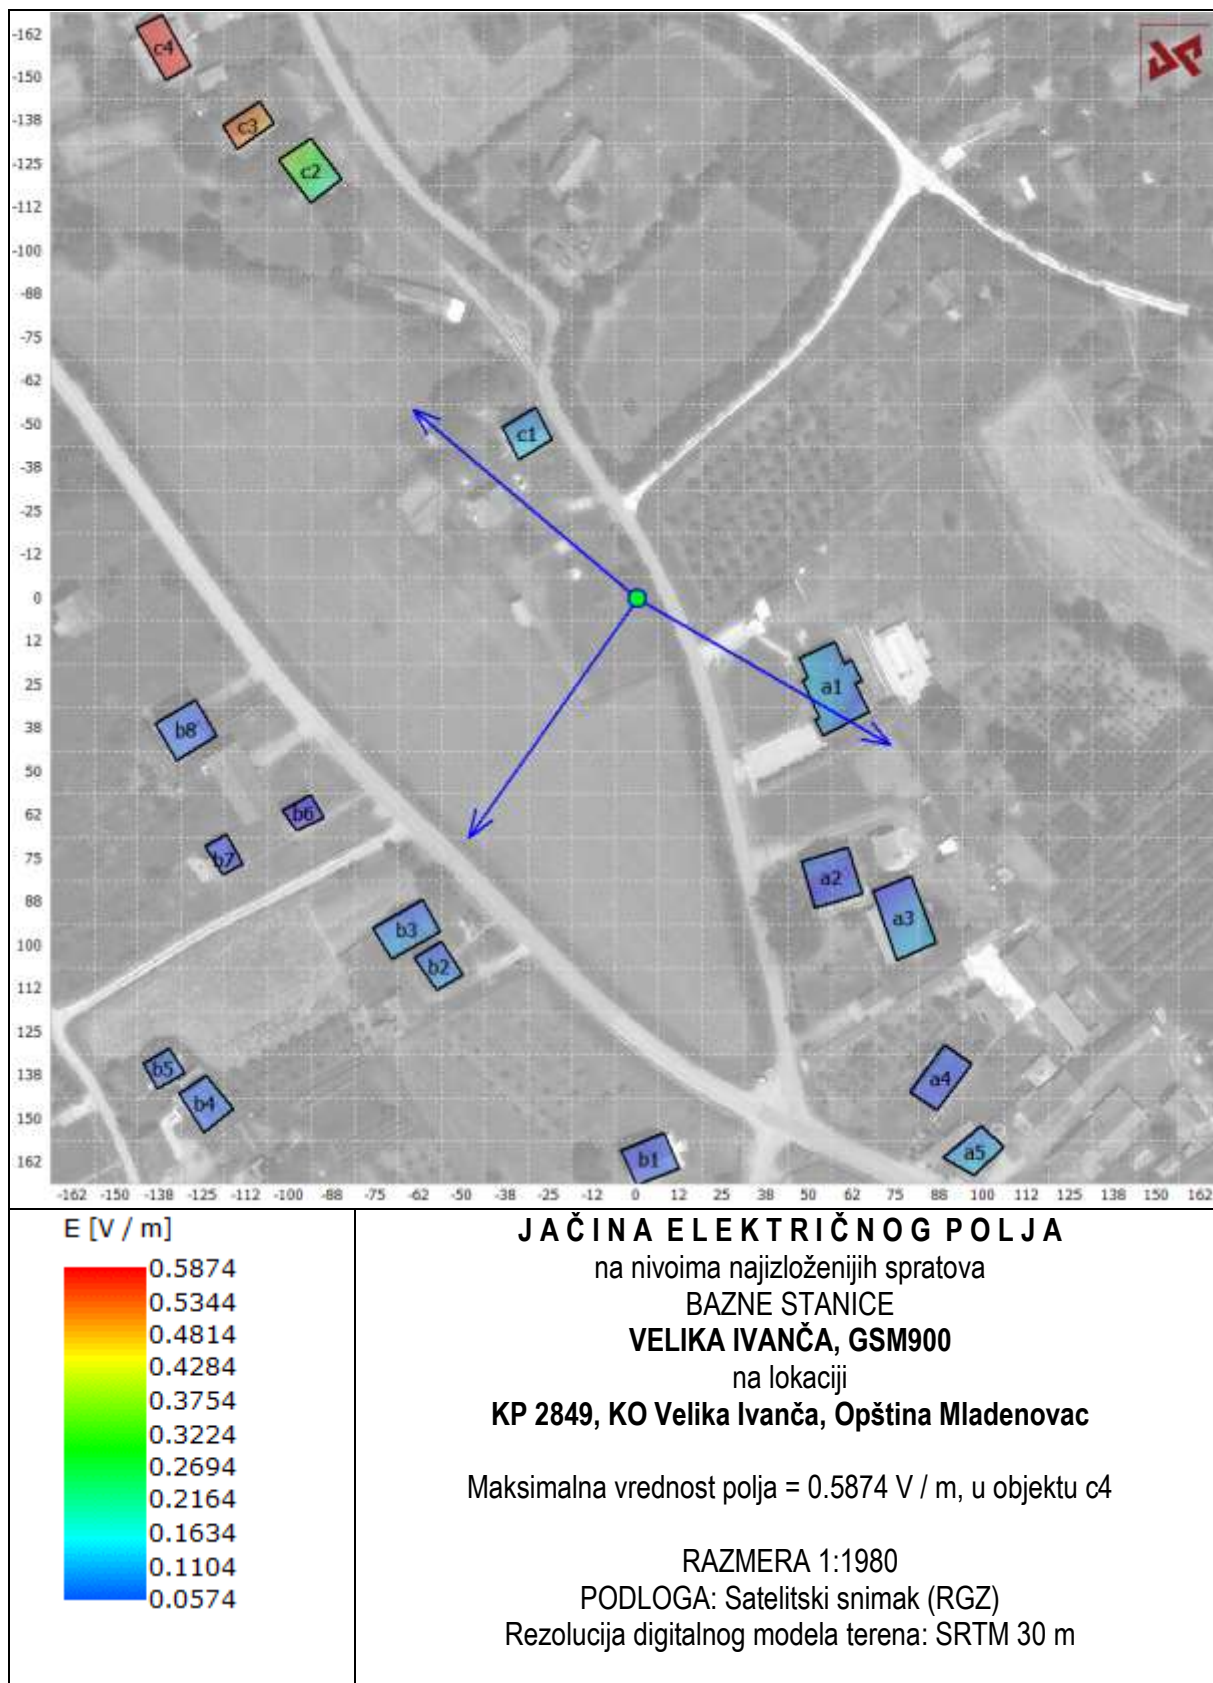 -162
c4
-150
-138
c3
-125
c2
-112
-100
-88
-75
-62
-50
c1
-38
-25
-12
0
12
25
a1
38
b8
50
62
b6
75
b7
a2
88
a3
100
b3
b2
112
125
138
b5
a4
150
b4
a5
162
b1
-162 -150 -138 -125 -112 -100 -88 -75 -62 -50 -38 -25 -12 0 12 25 38 50 62 75 88 100 112 125 138 150 162
E [V / m]
0.5874
0.5344
0.4814
0.4284
0.3754
0.3224
0.2694
0.2164
0.1634
0.1104
0.0574
JAČINA ELEKTRIČNOG POLJA
na nivoima najizloženijih spratova
BAZNE STANICE
VELIKA IVANČA, GSM900
na lokaciji
KP 2849, KO Velika Ivanča, Opština Mladenovac
Maksimalna vrednost polja = 0.5874 V / m, u objektu c4
RAZMERA 1:1980
PODLOGA: Satelitski snimak (RGZ)
Rezolucija digitalnog modela terena: SRTM 30 m